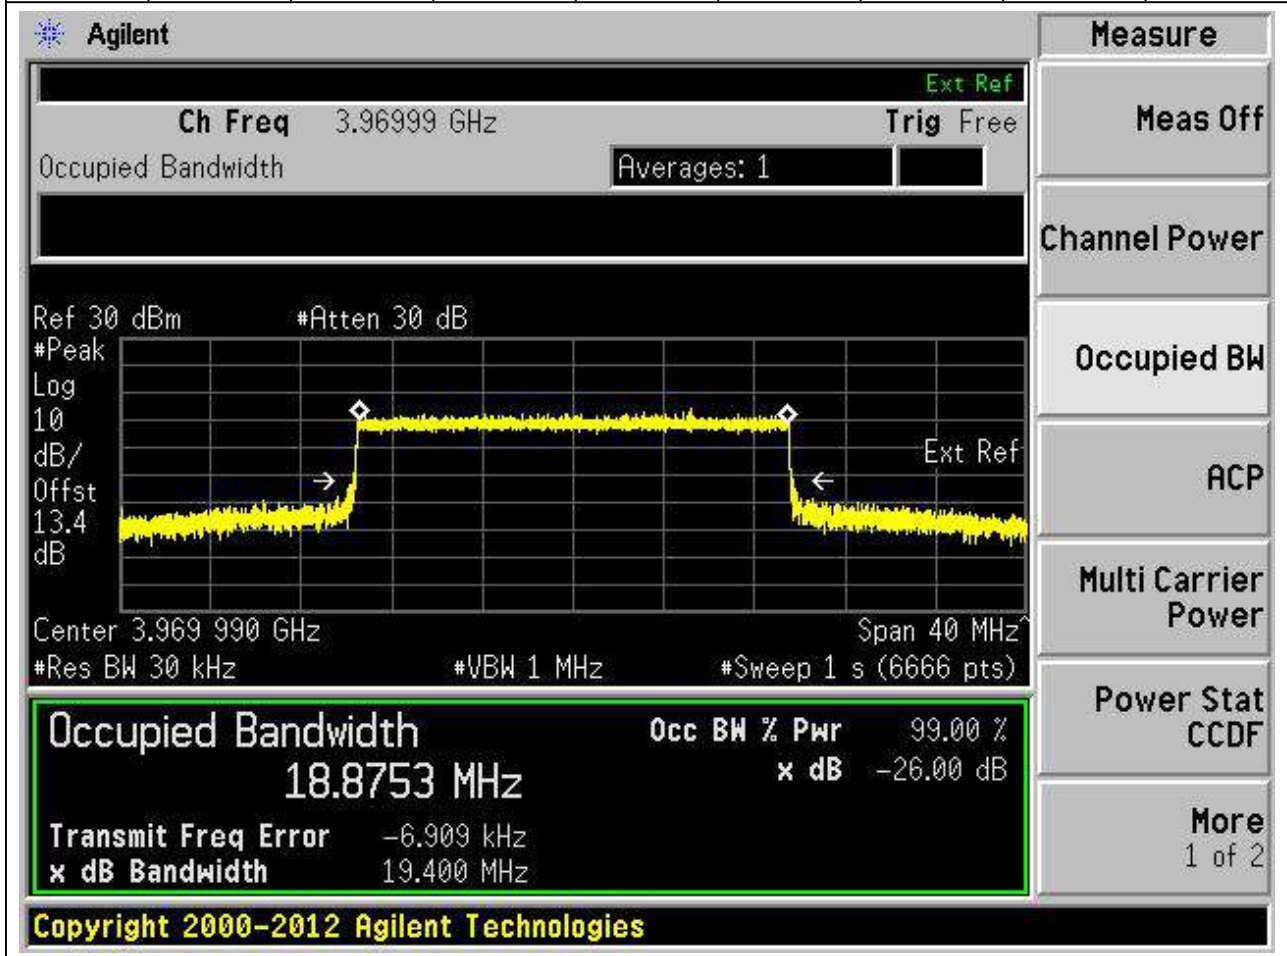 Agilent
Measure
Ext Ref
Ch Freq 3.96999 GHz Trig Free
Occupied Bandwidth Averages: 1
Meas Off
Channel Power
Occupied BW
ACP
Multi Carrier
Power
Power Stat
CCDF
More
1 of 2
Ref 30 dBm #Atten 30 dB
#Peak
Log
10
dB/
Offst
13.4
dB
Ext Ref
Center 3.969 990 GHz Span 40 MHz^
#Res BW 30 kHz #VBW 1 MHz #Sweep 1 s (6666 pts)
Occupied Bandwidth Occ BW % Pwr 99.00 %
18.8753 MHz x dB -26.00 dB
Transmit Freq Error -6.909 kHz
x dB Bandwidth 19.400 MHz
Copyright 2000-2012 Agilent Technologies